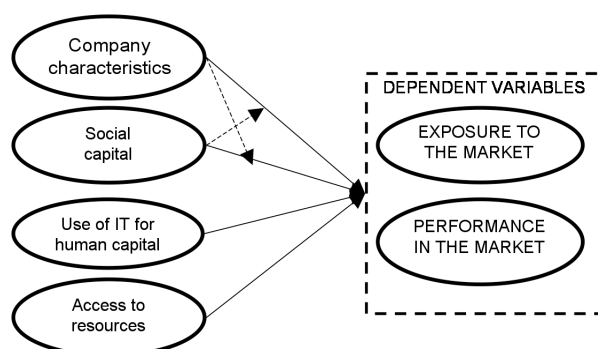 Company
characteristics
Social
capital
Use of IT for
human capital
Access to
resources
DEPENDENT VARIABLES
EXPOSURE TO
THE MARKET
PERFORMANCE
IN THE MARKET